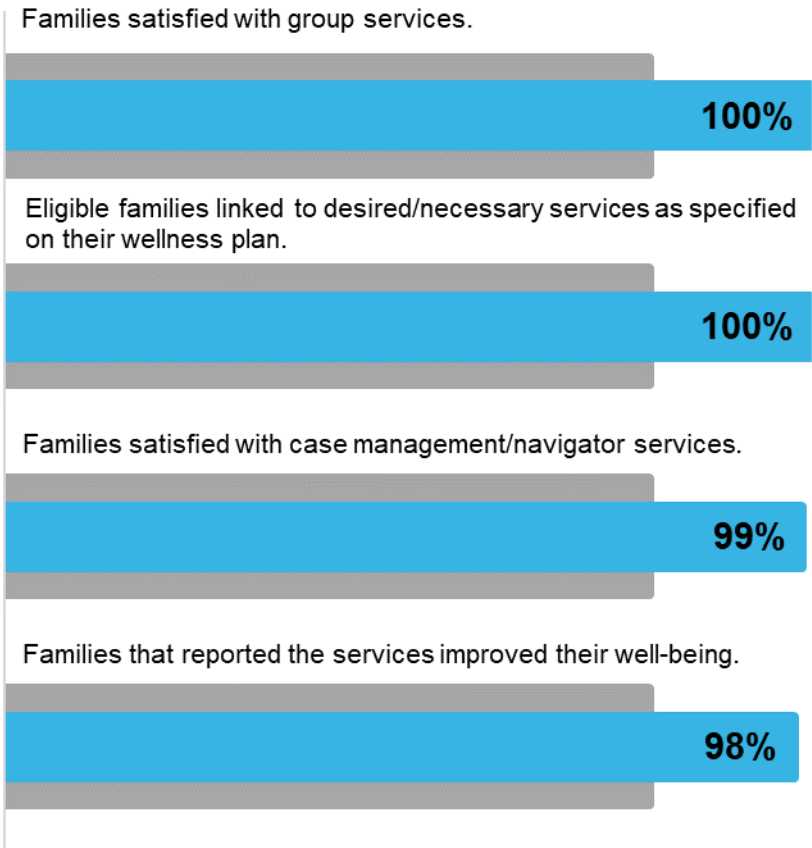 Families satisfied with group services.
100%
Eligible families linked to desired/necessary services as specified
on their wellness plan.
100%
Families satisfied with case management/navigator services.
99%
Families that reported the services improved their well-being.
98%